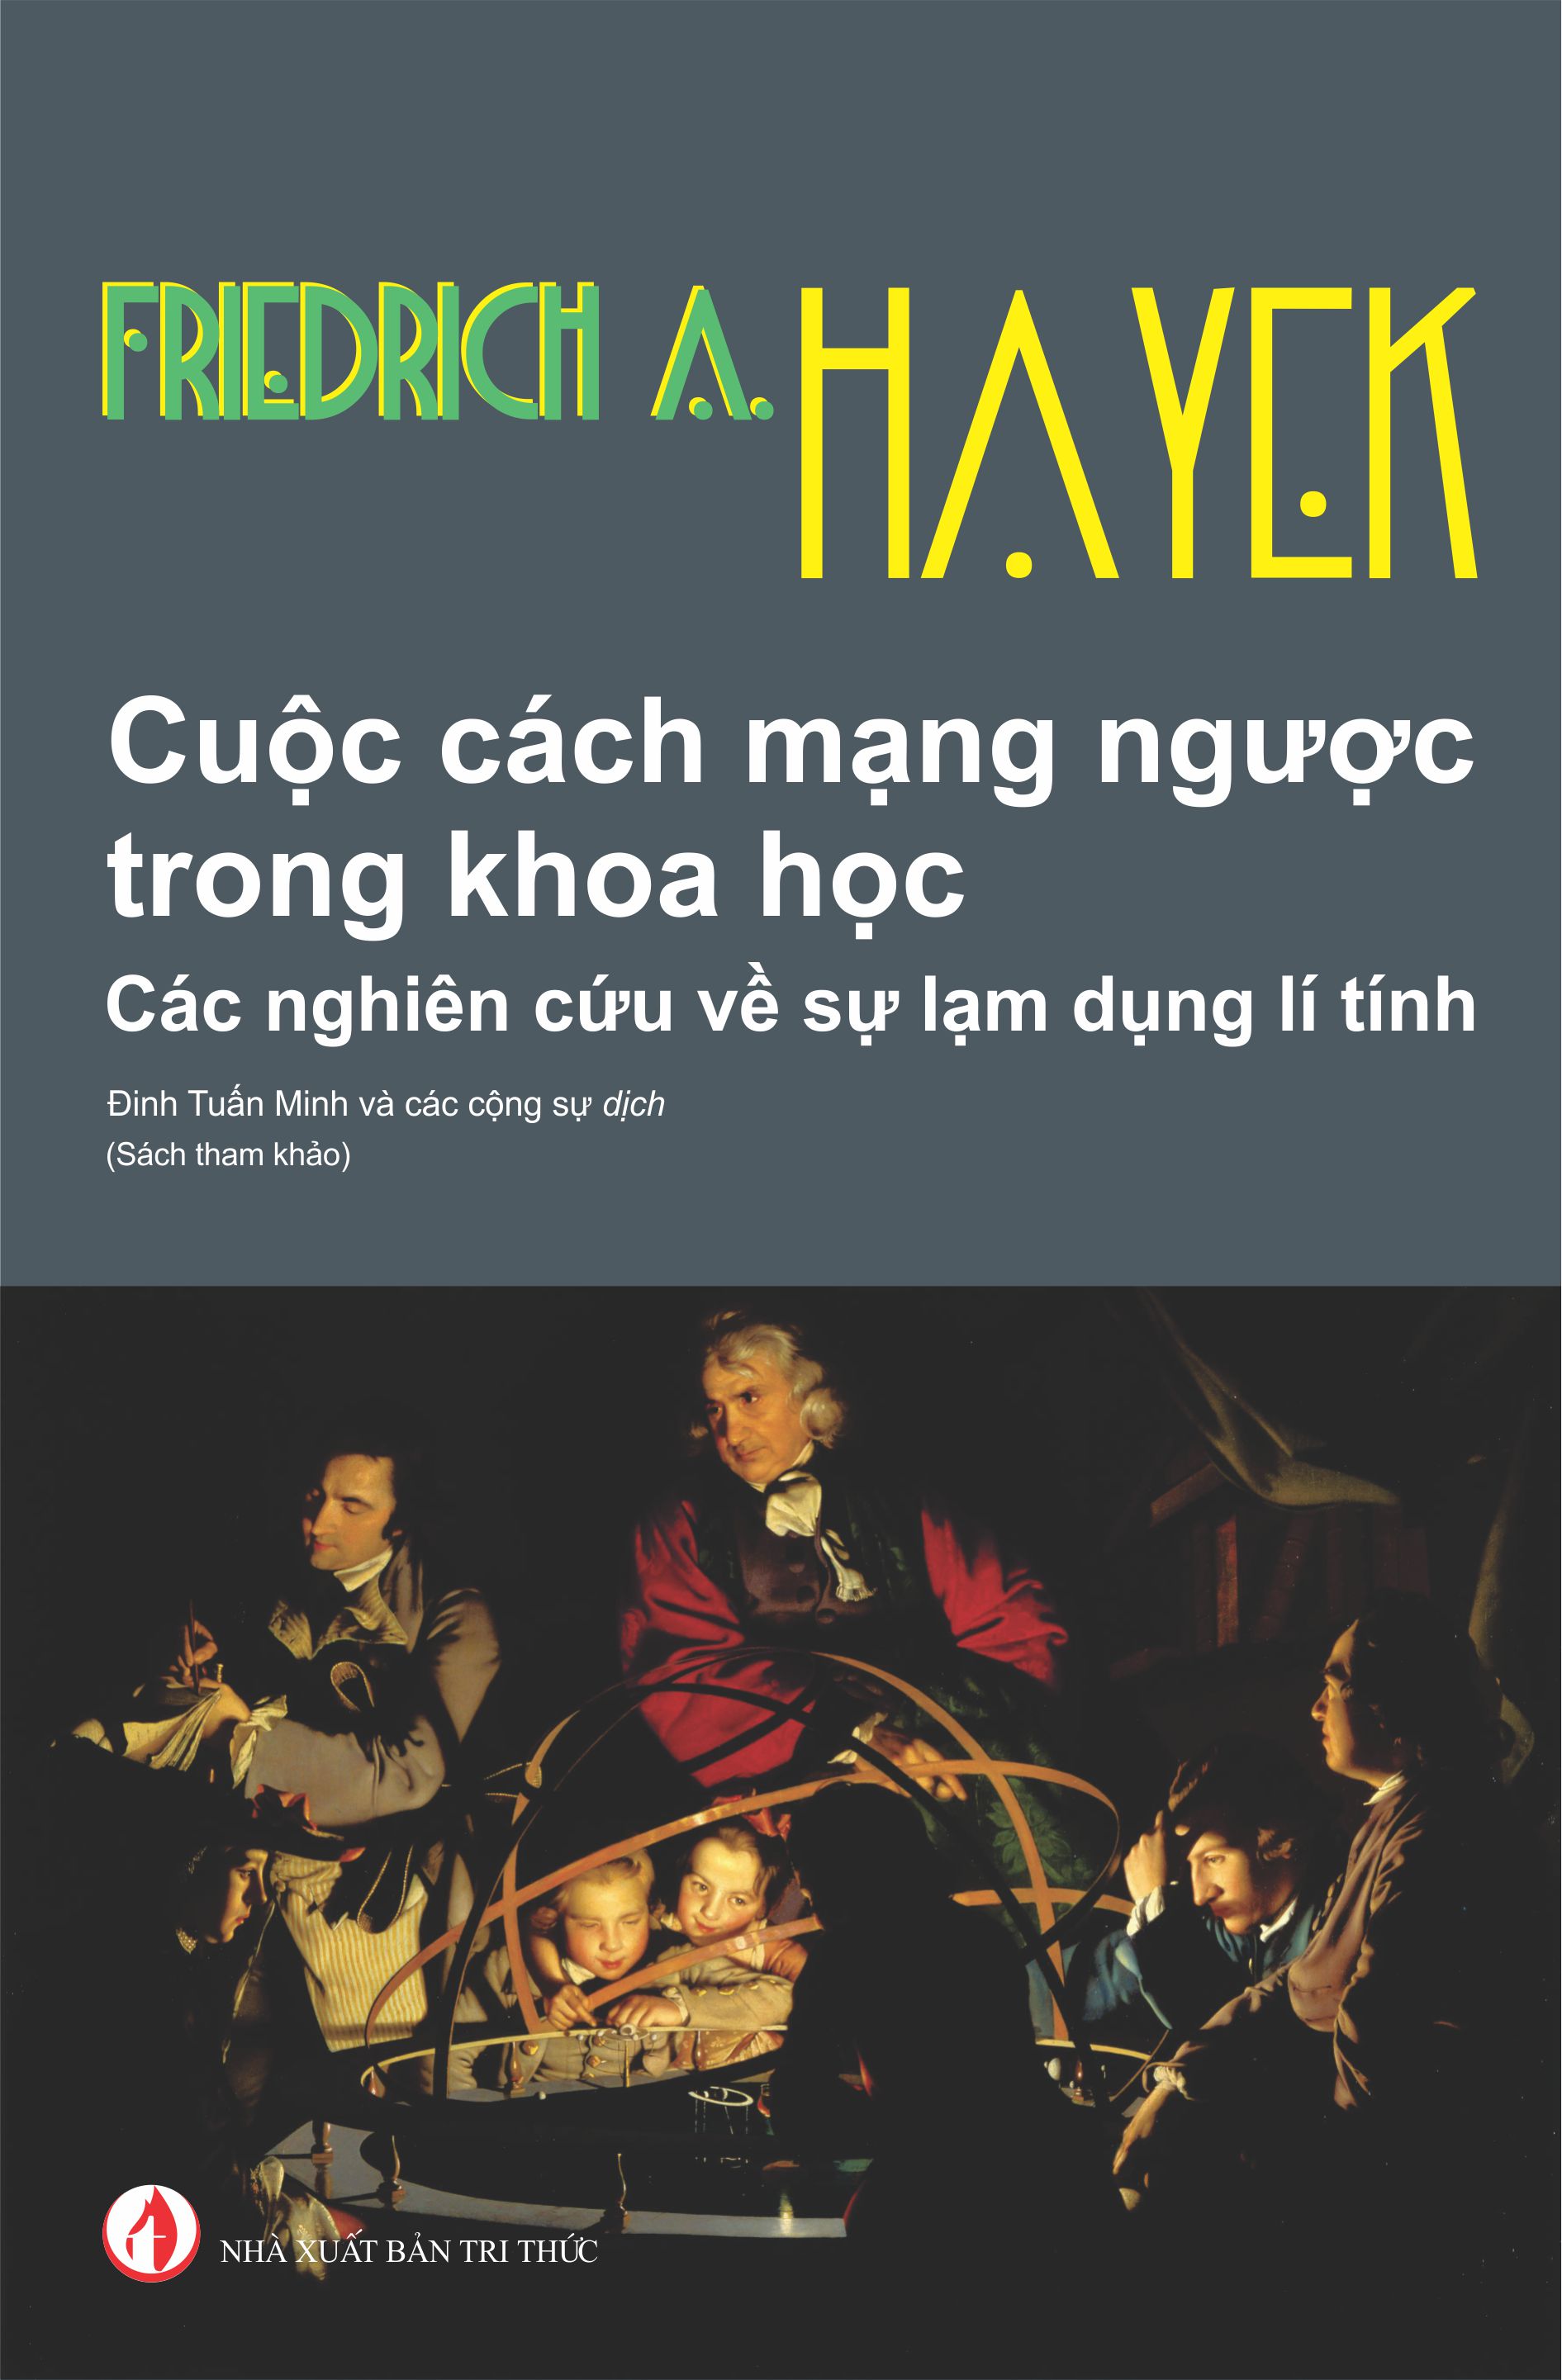 FRIEDRICH A. HAYEK
Cuộc cách mạng ngược
trong khoa học
Các nghiên cứu về sự lạm dụng lí tính
Đinh Tuấn Minh và các cộng sự dịch
(Sách tham khảo)
NHÀ XUẤT BẢN TRI THỨC